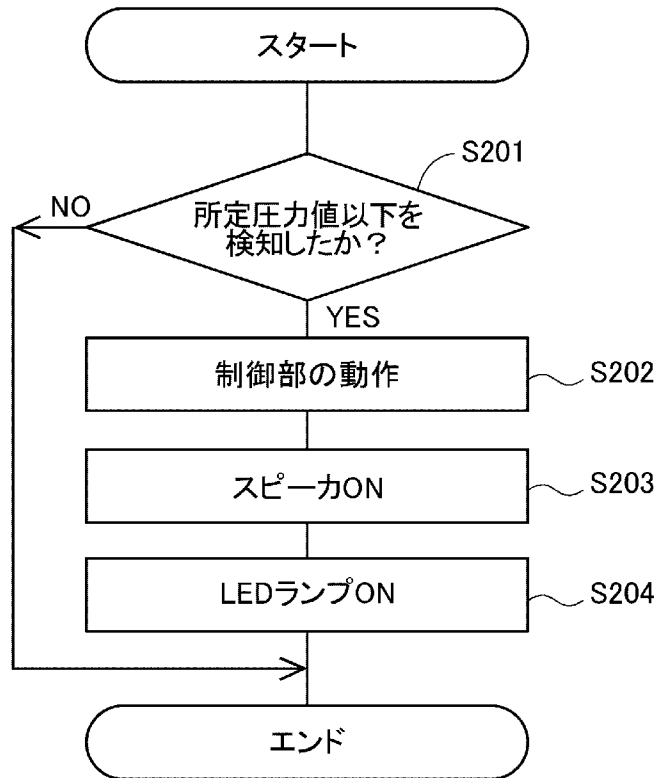 スタート
S201
NO
所定圧力値以下を
検知したか？
YES
制御部の動作
S202
スピーカON
S203
LEDランプON
S204
エンド